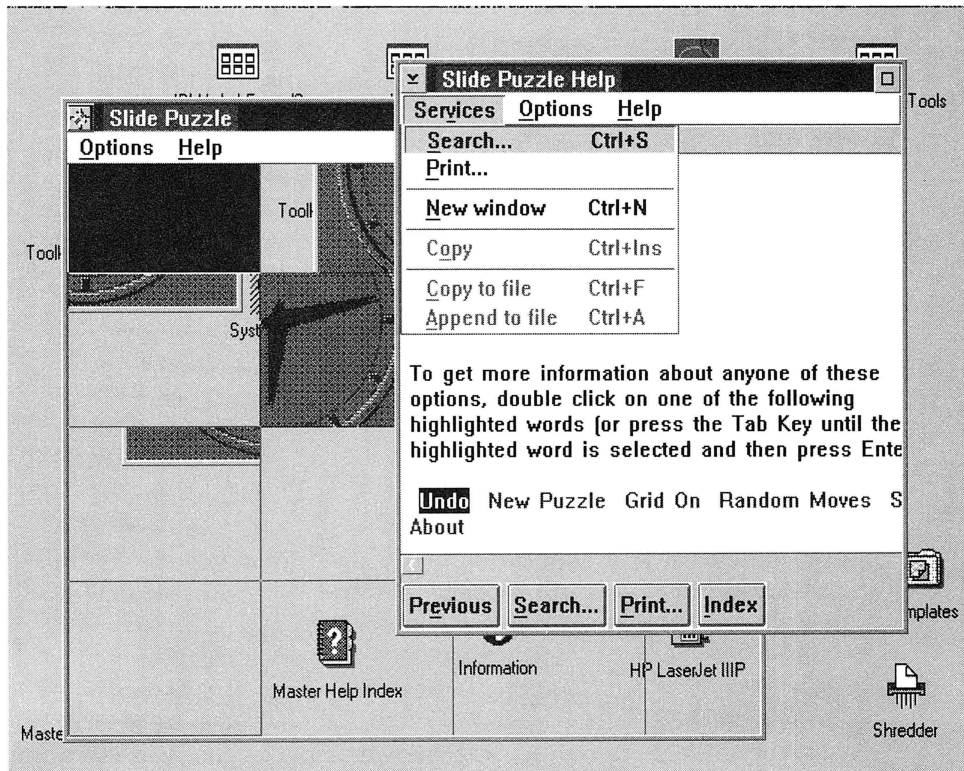 Tools
Slide Puzzle Help
Services Options Help
Search... Ctrl+S
Print...
New window Ctrl+N
Copy Ctrl+Ins
Copy to file Ctrl+F
Append to file Ctrl+A
Slide Puzzle
Options Help
To get more information about anyone of these
options, double click on one of the following
highlighted words (or press the Tab Key until the
highlighted word is selected and then press Ente
Undo New Puzzle Grid On Random Moves S
About
Previous Search... Print... Index
Information
HP LaserJet IIIP
Master Help Index
Shredder